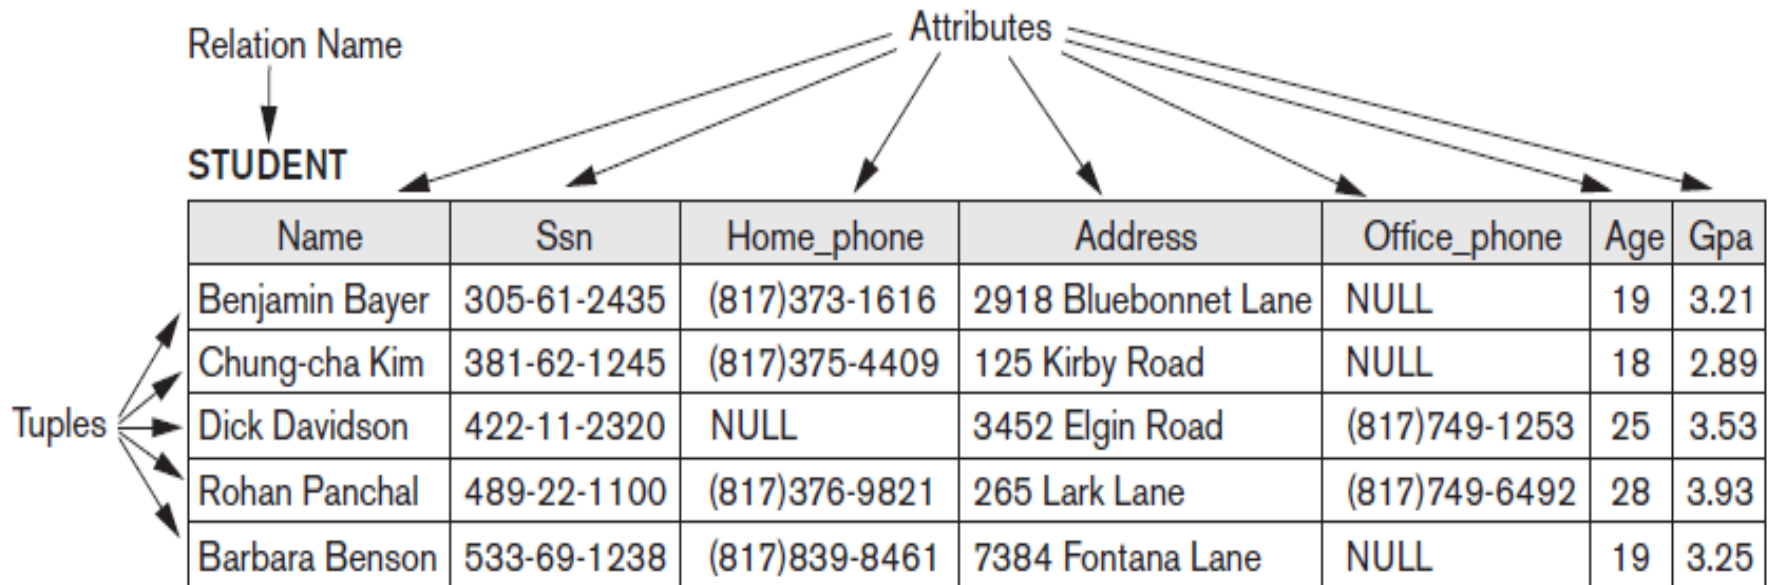 Attributes
Relation Name
STUDENT
Name Ssn Home_phone Address Office_phone Age Gpa
Benjamin Bayer 305-61-2435 (817)373-1616 2918 Bluebonnet Lane NULL 19 3.21
Chung-cha Kim 381-62-1245 (817)375-4409 125 Kirby Road NULL 18 2.89
Tuples Dick Davidson 422-11-2320 NULL 3452 Elgin Road (817)749-1253 25 3.53
Rohan Panchal 489-22-1100 (817)376-9821 265 Lark Lane (817)749-6492 28 3.93
Barbara Benson 533-69-1238 (817)839-8461 7384 Fontana Lane NULL 19 3.25